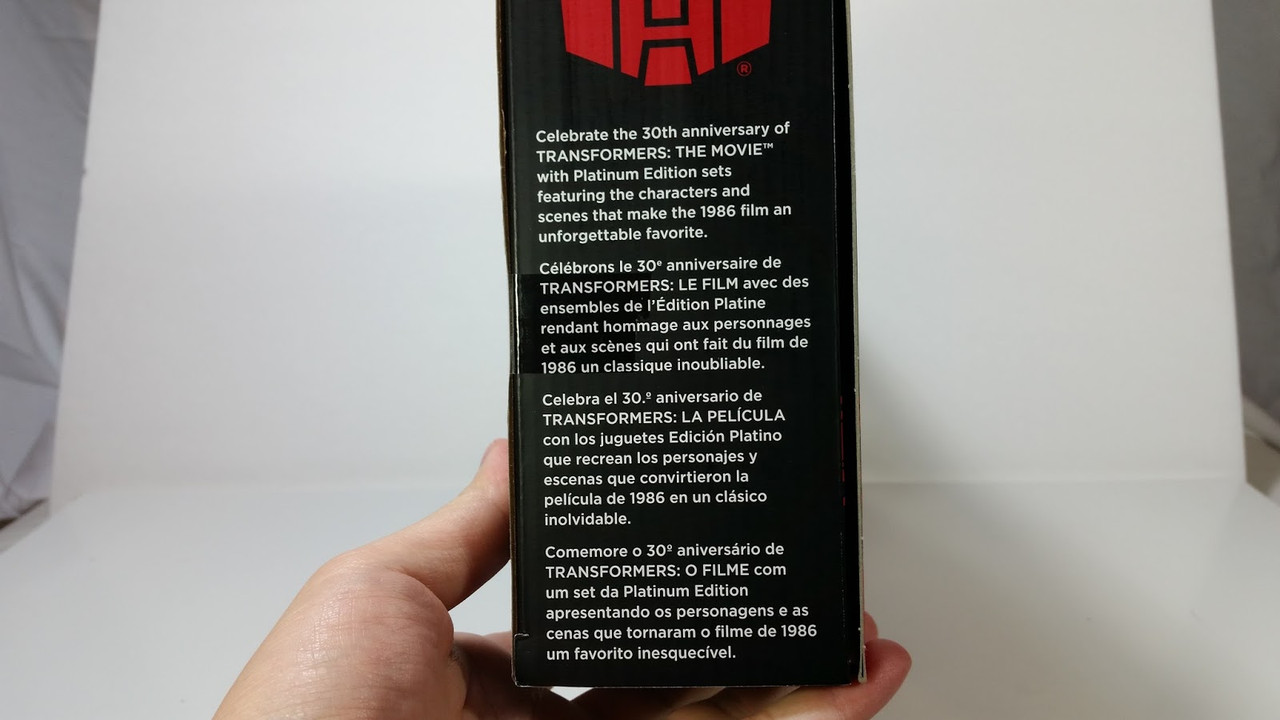 ®
Celebrate the 30th anniversary of
TRANSFORMERS: THE MOVIE™
with Platinum Edition sets
featuring the characters and
scenes that make the 1986 film an
unforgettable favorite.
Célébrons le 30ᵉ anniversaire de
TRANSFORMERS: LE FILM avec des
ensembles de l'Édition Platine
rendant hommage aux personnages
et aux scènes qui ont fait du film de
1986 un classique inoubliable.
Celebra el 30.º aniversario de
TRANSFORMERS: LA PELÍCULA
con los juguetes Edición Platino
que recrean los personajes y
escenas que convirtieron la
película de 1986 en un clásico
inolvidable.
Comemore o 30º aniversário de
TRANSFORMERS: O FILME com
um set da Platinum Edition
apresentando os personagens e as
cenas que tornaram o filme de 1986
um favorito inesquecível.